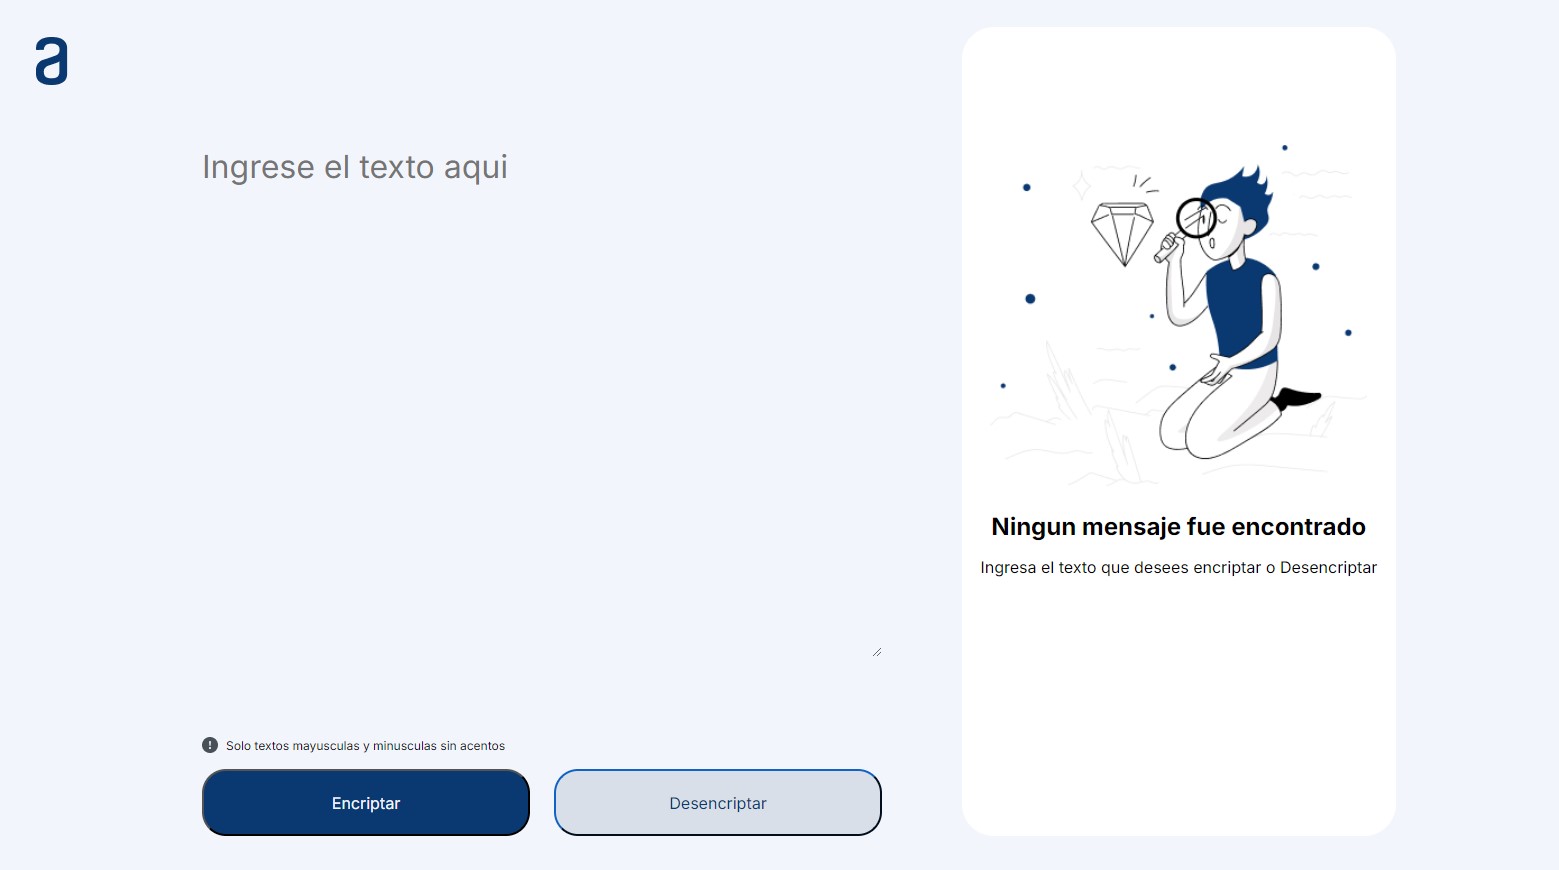 a
Ingrese el texto aqui
Solo textos mayusculas y minusculas sin acentos
Encriptar
Desencriptar
Ningun mensaje fue encontrado
Ingresa el texto que desees encriptar o Desencriptar